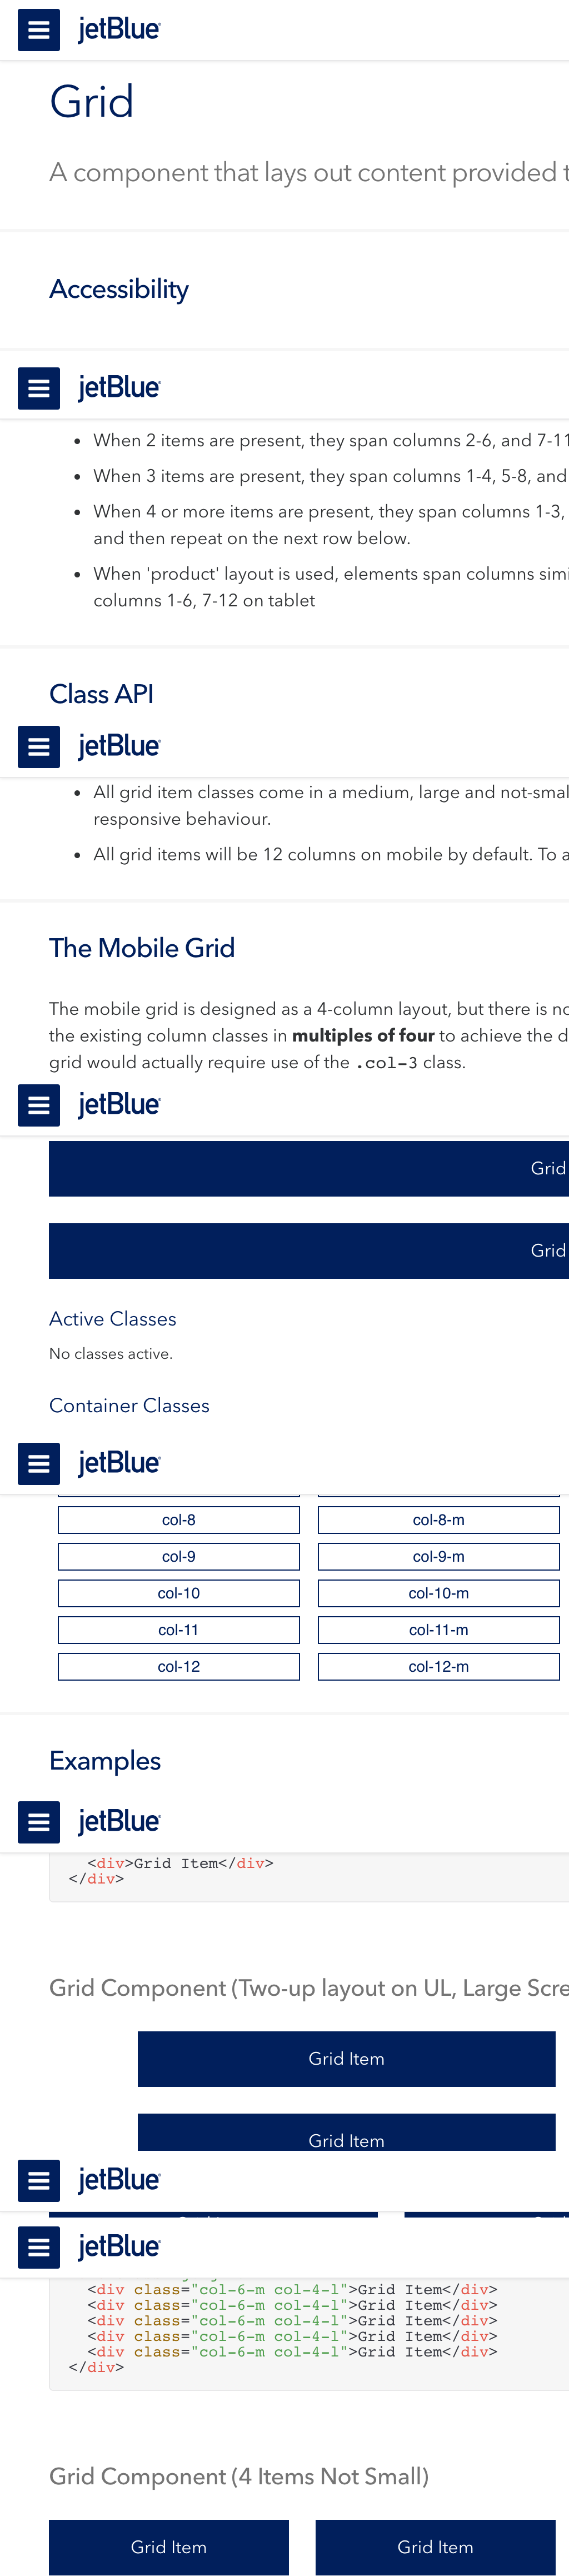 jetBlue
Grid
A component that lays out content provided t
Accessibility
jetBlue
• When 2 items are present, they span columns 2-6, and 7-11
• When 3 items are present, they span columns 1-4, 5-8, and
• When 4 or more items are present, they span columns 1-3,
and then repeat on the next row below.
• When 'product' layout is used, elements span columns simi
columns 1-6, 7-12 on tablet
Class API
jetBlue
• All grid item classes come in a medium, large and not-smal
responsive behaviour.
• All grid items will be 12 columns on mobile by default. To a
The Mobile Grid
The mobile grid is designed as a 4-column layout, but there is no
the existing column classes in multiples of four to achieve the d
grid would actually require use of the .col-3 class.
jetBlue
Grid
Grid
Active Classes
No classes active.
Container Classes
jetBlue
col-8 col-8-m
col-9 col-9-m
col-10 col-10-m
col-11 col-11-m
col-12 col-12-m
Examples
jetBlue
<div>Grid Item</div>
</div>
Grid Component (Two-up layout on UL, Large Scre
Grid Item
Grid Item
jetBlue
jetBlue
<div class="col-6-m col-4-l">Grid Item</div>
<div class="col-6-m col-4-l">Grid Item</div>
<div class="col-6-m col-4-l">Grid Item</div>
<div class="col-6-m col-4-l">Grid Item</div>
<div class="col-6-m col-4-l">Grid Item</div>
</div>
Grid Component (4 Items Not Small)
Grid Item Grid Item